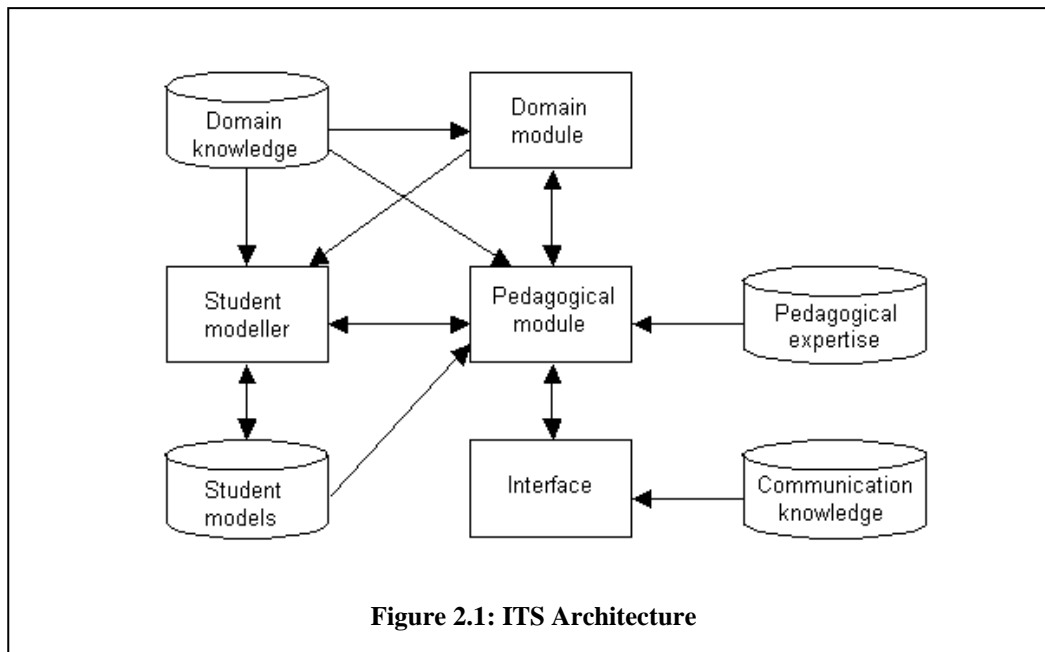 Domain
knowledge
Domain
module
Student
modeller
Pedagogical
module
Pedagogical
expertise
Student
models
Interface
Communication
knowledge
Figure 2.1: ITS Architecture